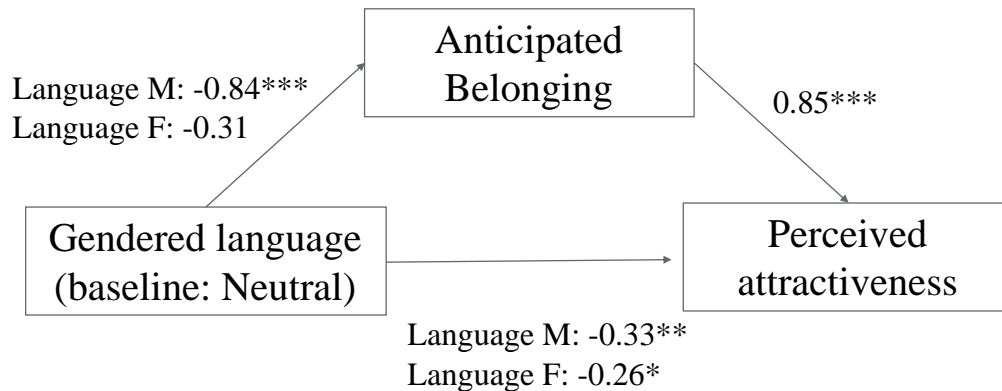 Anticipated
Belonging
Language M: -0.84***
Language F: -0.31
0.85***
Gendered language
(baseline: Neutral)
Perceived
attractiveness
Language M: -0.33**
Language F: -0.26*